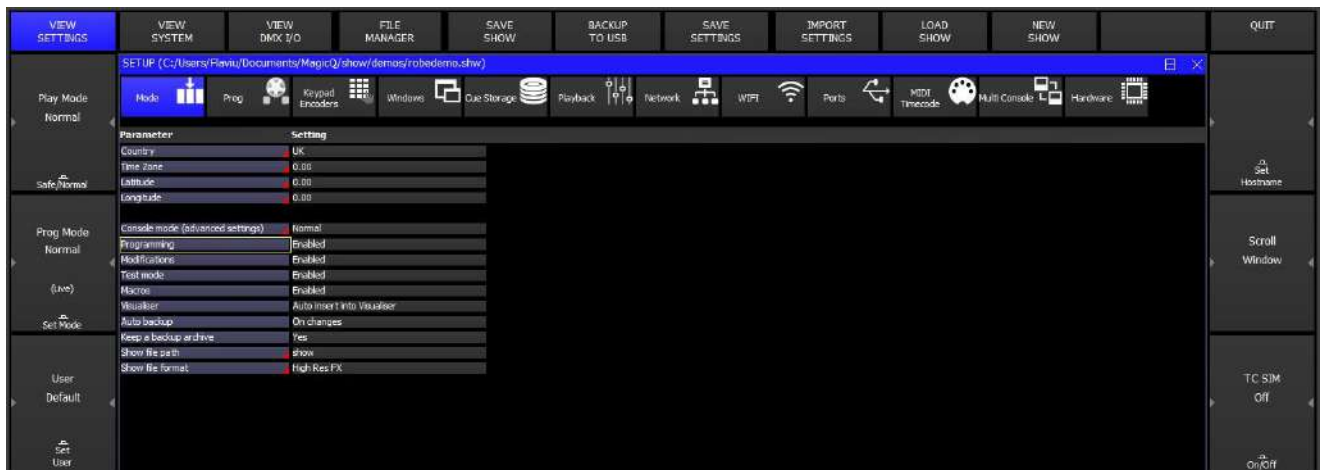 VIEW SETTINGS
VIEW SYSTEM
VIEW DMX I/O
FILE MANAGER
SAVE SHOW
BACKUP TO USB
SAVE SETTINGS
IMPORT SETTINGS
LOAD SHOW
NEW SHOW
QUIT
SETUP (C:/Users/Flaviu/Documents/MagicQ/show/demos/robedemo.shw)
Mode
Prog
Keypad Encoders
Windows
Cue Storage
Playback
Network
WIFI
Ports
MIDI Timecode
Multi Console
Hardware
Play Mode
Normal
Safe/Normal
Prog Mode
Normal
(Live)
Set Mode
User
Default
Set
User
Parameter Setting
Country UK
Time Zone 0.00
Latitude 0.00
Longitude 0.00
Console mode (advanced settings) Normal
Programming Enabled
Modifications Enabled
Test mode Enabled
Macros Enabled
Visualiser Auto insert into Visualiser
Auto backup On changes
Keep a backup archive Yes
Show file path show
Show file format High Res FX
Set
Hostname
Scroll
Window
TC SIM
Off
On/Off